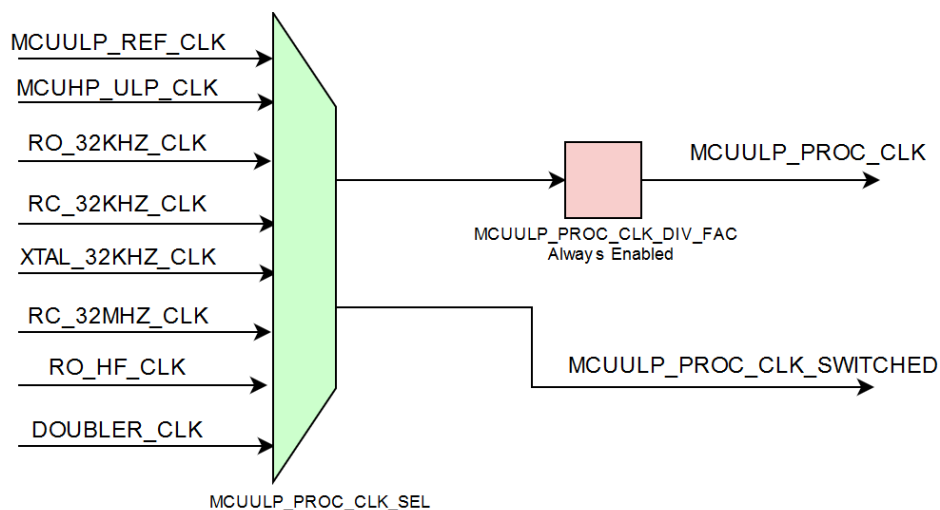 MCUULP_REF_CLK
MCUHP_ULP_CLK
RO_32KHZ_CLK
RC_32KHZ_CLK
XTAL_32KHZ_CLK
RC_32MHZ_CLK
RO_HF_CLK
DOUBLER_CLK
MCUULP_PROC_CLK_SEL
MCUULP_PROC_CLK
MCUULP_PROC_CLK_DIV_FAC
Always Enabled
MCUULP_PROC_CLK_SWITCHED